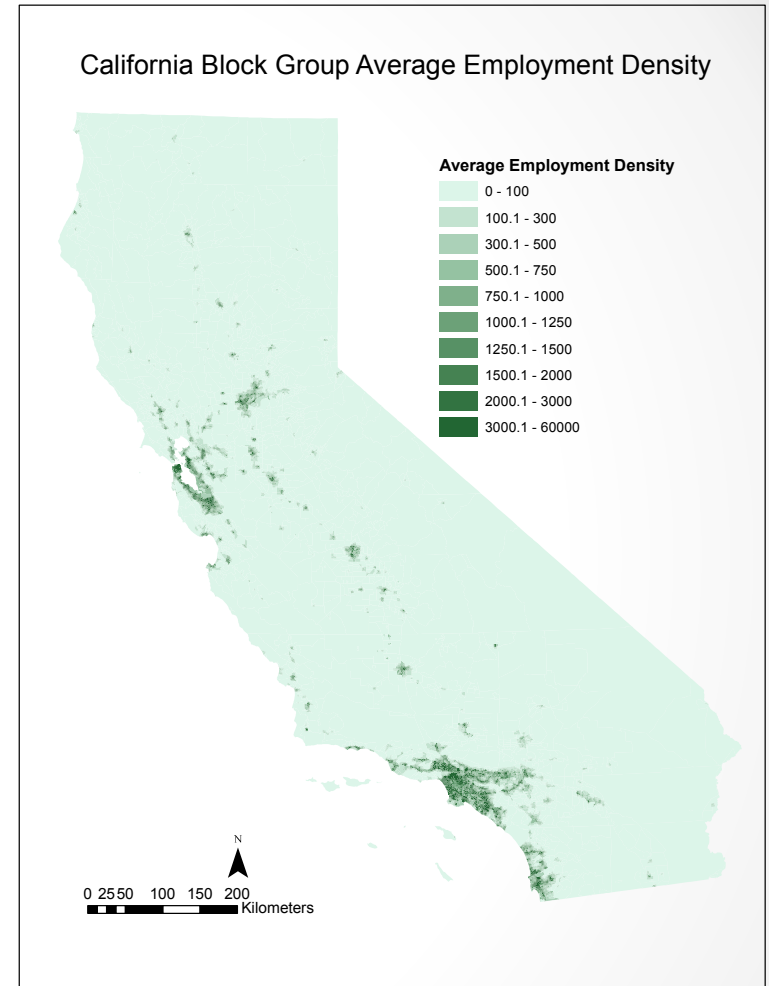 California Block Group Average Employment Density
Average Employment Density
0 - 100
100.1 - 300
300.1 - 500
500.1 - 750
750.1 - 1000
1000.1 - 1250
1250.1 - 1500
1500.1 - 2000
2000.1 - 3000
3000.1 - 60000
N
0 25 50 100 150 200
Kilometers